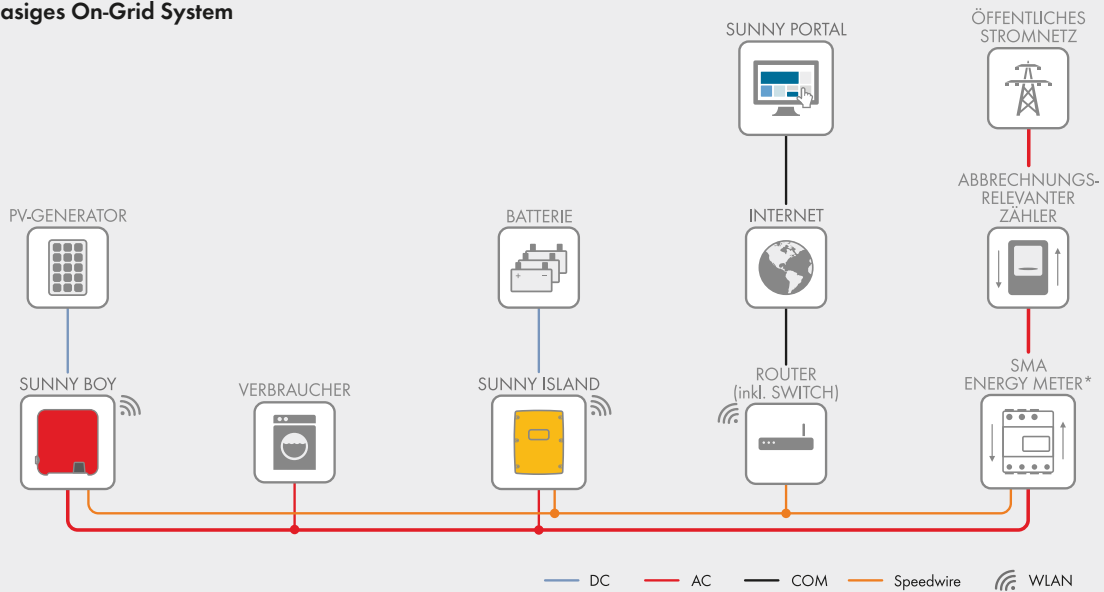 asiges On-Grid System
SUNNY PORTAL
ÖFFENTLICHES
STROMNETZ
PV-GENERATOR
BATTERIE
INTERNET
ABBRECHNUNGS-
RELEVANTER
ZÄHLER
SUNNY BOY
VERBRAUCHER
SUNNY ISLAND
ROUTER
(inkl. SWITCH)
SMA
ENERGY METER*
DC
AC
COM
Speedwire
WLAN